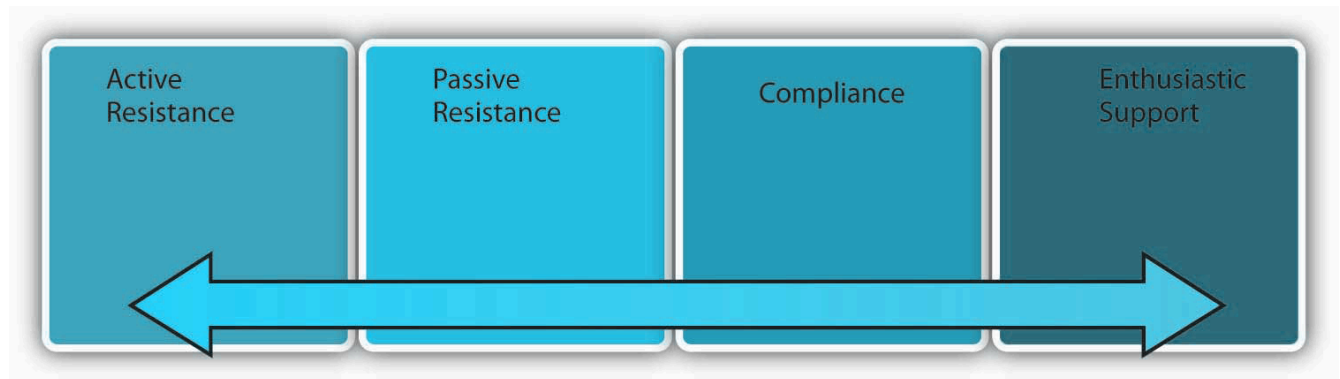 Active
Resistance
Passive
Resistance
Compliance
Enthusiastic
Support